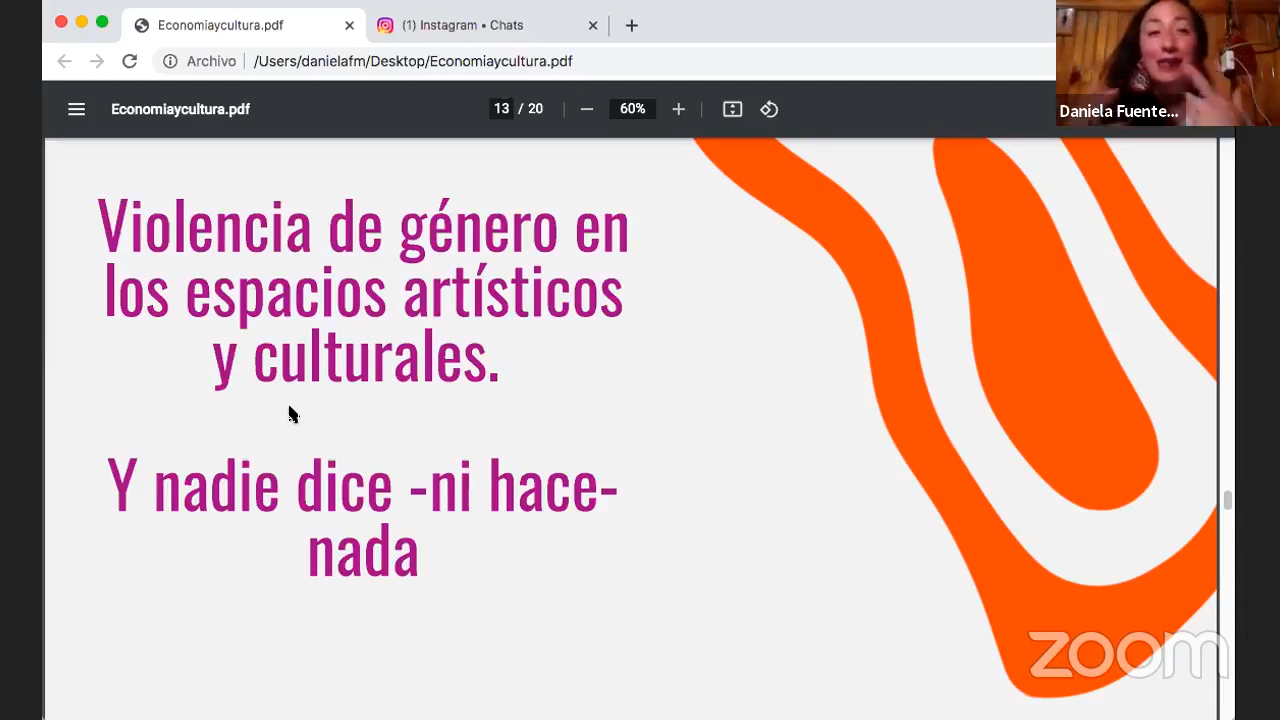 Economiaycultura.pdf
(1) Instagram • Chats
Archivo
/Users/danielafm/Desktop/Economiaycultura.pdf
Economiaycultura.pdf
13 / 20
60%
Daniela Fuente...
Violencia de género en
los espacios artísticos
y culturales.
Y nadie dice -ni hace-
nada
zoom